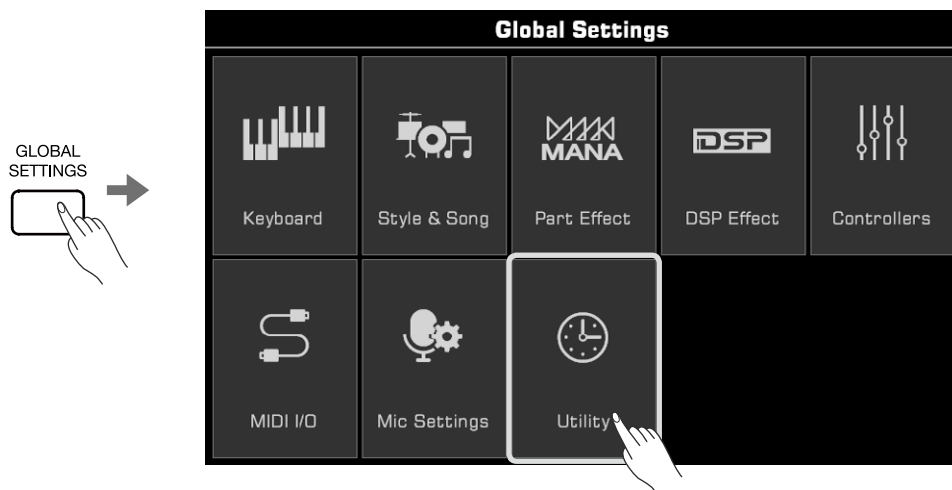 Global Settings
GLOBAL
SETTINGS
MANA
DSP
Keyboard
Style & Song
Part Effect
DSP Effect
Controllers
MIDI I/O
Mic Settings
Utility